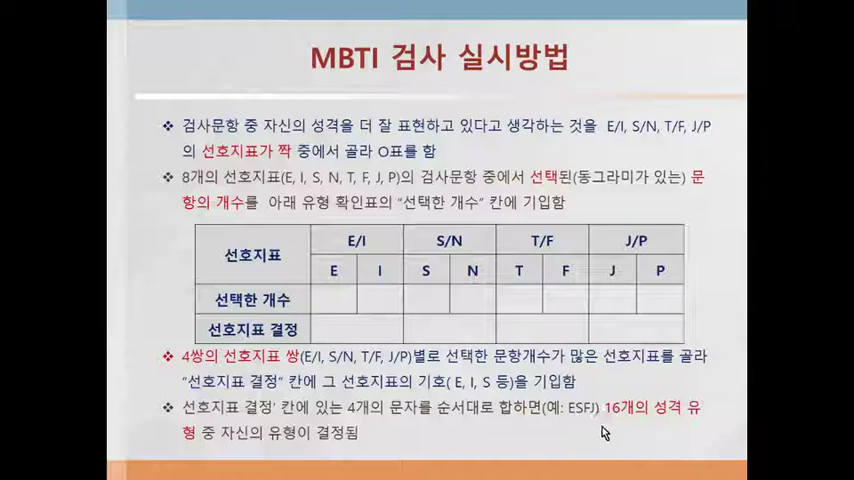 MBTI 검사 실시방법
❖ 검사문항 중 자신의 성격을 더 잘 표현하고 있다고 생각하는 것을 E/I, S/N, T/F, J/P
의 선호지표가 짝 중에서 골라 O표를 함
❖ 8개의 선호지표(E, I, S, N, T, F, J, P)의 검사문항 중에서 선택된(동그라미가 있는) 문
항의 개수를 아래 유형 확인표의 "선택한 개수" 칸에 기입함
선호지표 E/I S/N T/F J/P
E I S N T F J P
선택한 개수
선호지표 결정
❖ 4쌍의 선호지표 쌍(E/I, S/N, T/F, J/P)별로 선택한 문항개수가 많은 선호지표를 골라
"선호지표 결정" 칸에 그 선호지표의 기호( E, I, S 등)을 기입함
❖ 선호지표 결정' 칸에 있는 4개의 문자를 순서대로 합하면(예: ESFJ) 16개의 성격 유
형 중 자신의 유형이 결정됨